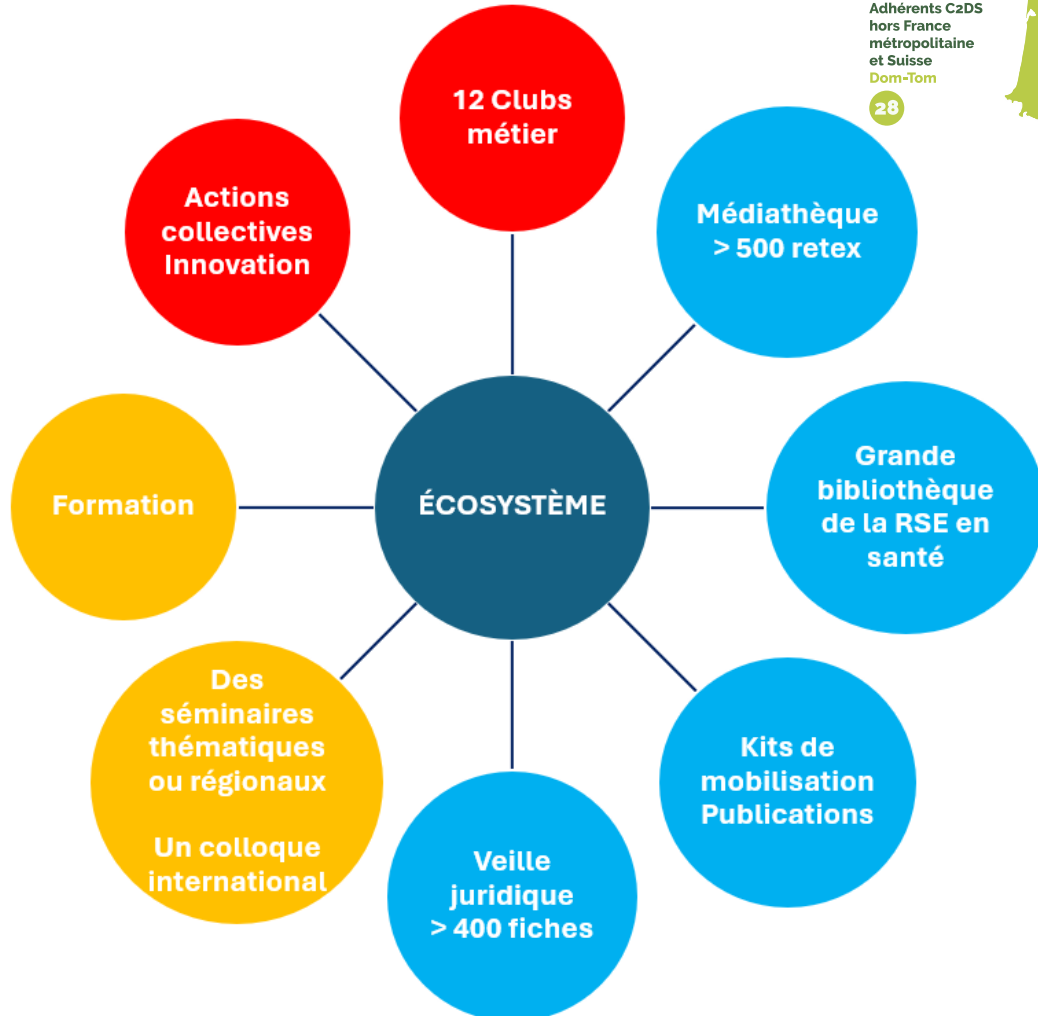 Adhérents C2DS
hors France
métropolitaine
et Suisse
Dom-Tom
28
12 Clubs
métier
Médiathèque
> 500 retex
Grande
bibliothèque
de la RSE en
santé
Kits de
mobilisation
Publications
Veille
juridique
> 400 fiches
Des
séminaires
thématiques
ou régionaux
Un colloque
international
Formation
Actions
collectives
Innovation
ÉCOSYSTÈME